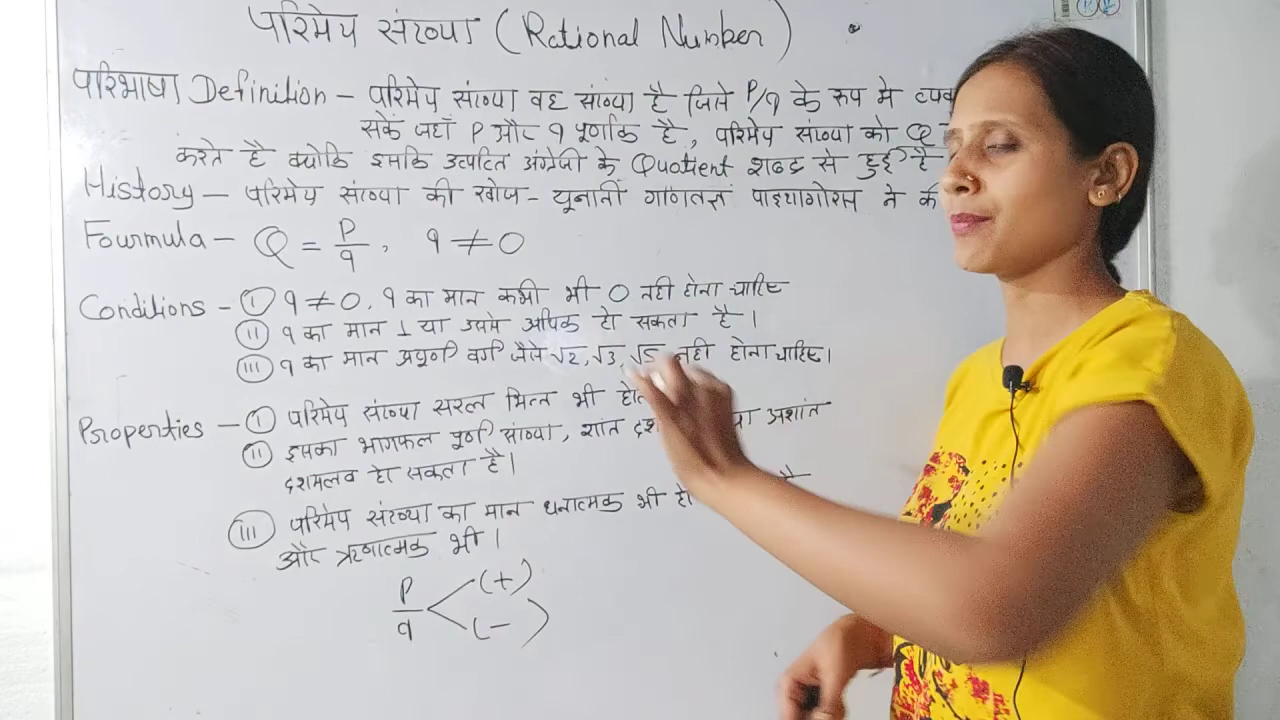 परिमेय संख्या (Rational Number)
परिभाषा Definition - परिमेय सांख्या वह सांख्या है जिसे P/q के रूप मे
सकें जहाँ P और q पूर्णांक है, परिमेय सांख्या को Q
करते है क्योकि इसकि उत्पति अंग्रेजी के Quotient शब्द से हुई है
History - परिमेय सांख्या की खोज - यूनानी गणितज्ञ पाइथागोरस ने की
Fourmula - Q = P/q, q ≠ 0
Conditions - (I) q ≠ 0, q का मान कभी भी 0 नही होना चाहिए
(II) q का मान 1 या उससे अधिक हो सकता है।
(III) q का मान अपूर्ण वर्ग जैसे √2, √3, √5 नही होना चाहिए।
Properties - (I) परिमेय सांख्या सरल भिन्न भी
(II) इसका भागफल पूर्ण सांख्या, शांत अशांत
दशमलव हो सकता है।
(III) परिमेय संख्या का मान धनात्मक भी हो है
और ऋणात्मक भी।
P/q < (+)
(-)